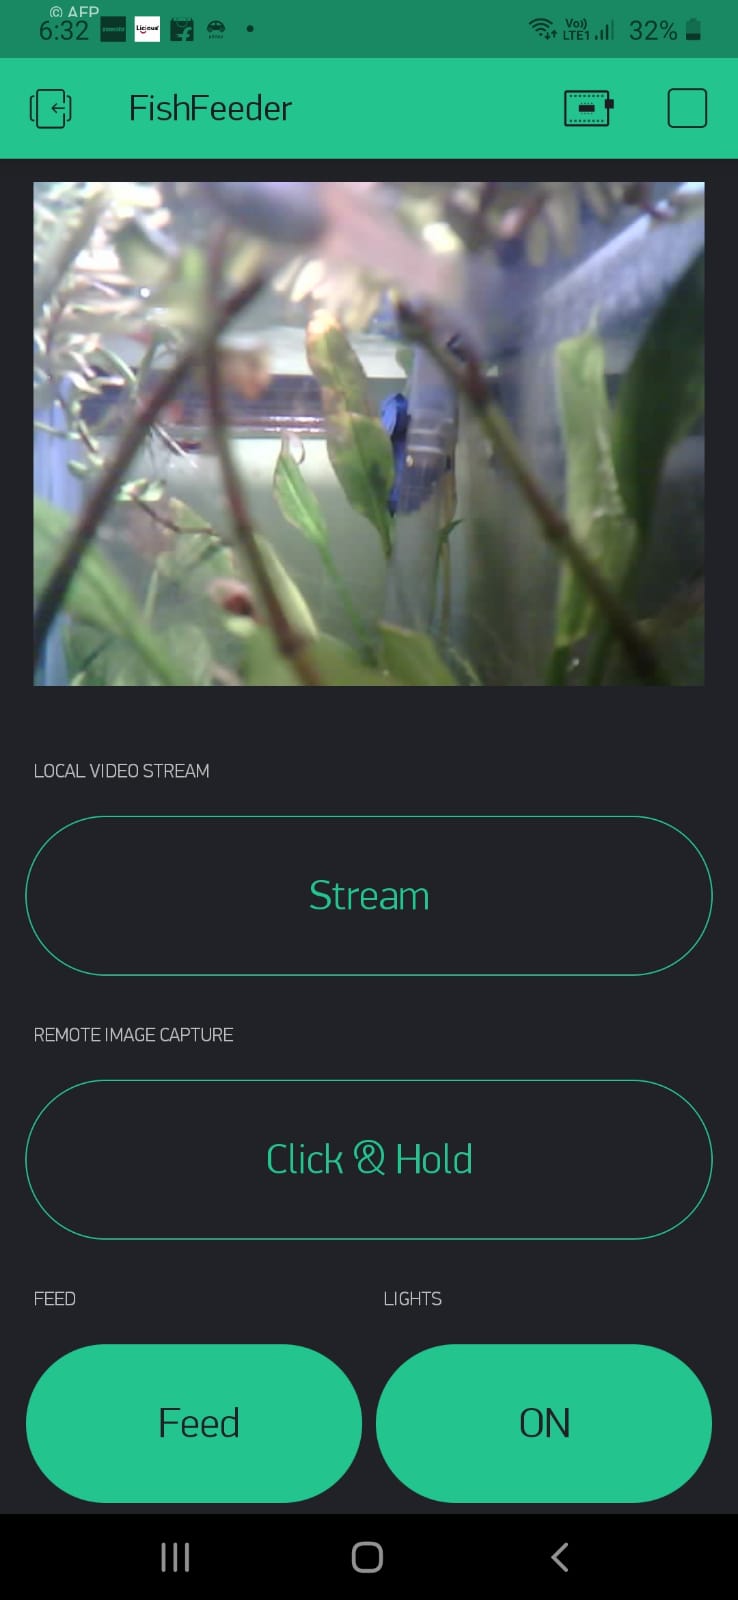 © AFP
6:32
Vo))
LTE1
32%
FishFeeder
LOCAL VIDEO STREAM
Stream
REMOTE IMAGE CAPTURE
Click & Hold
FEED
LIGHTS
Feed
ON